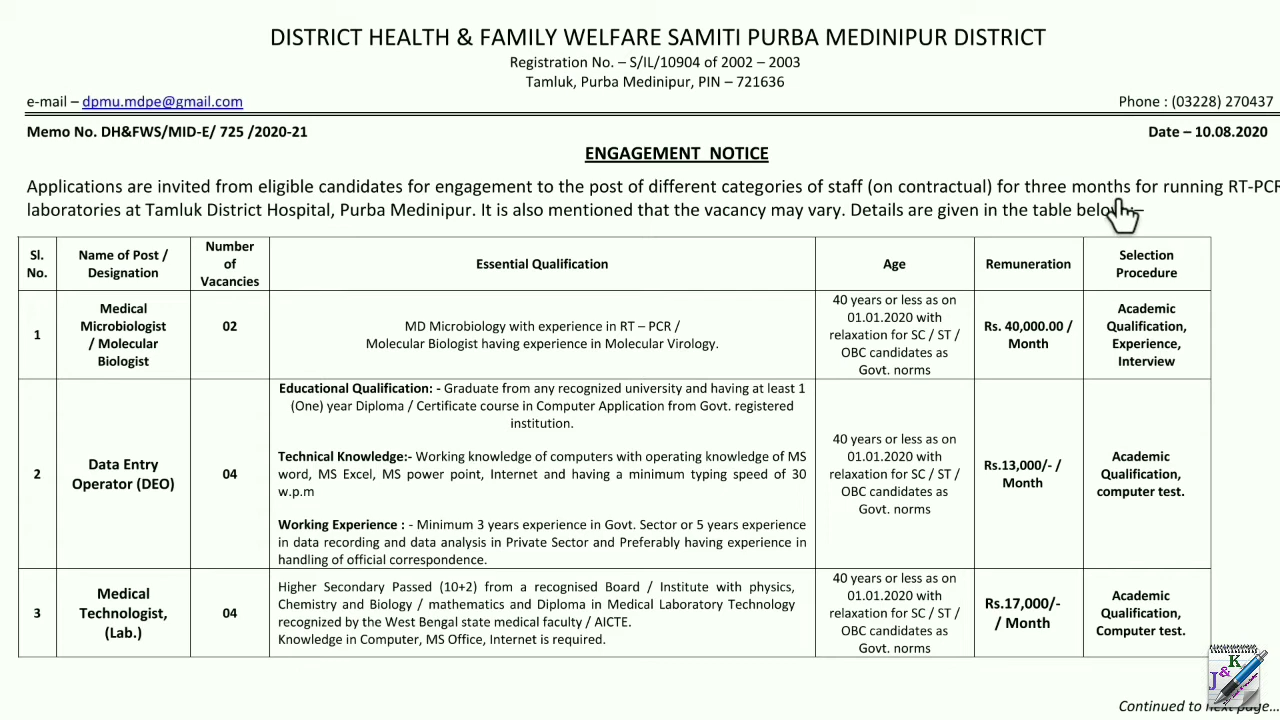 DISTRICT HEALTH & FAMILY WELFARE SAMITI PURBA MEDINIPUR DISTRICT
Registration No. – S/IL/10904 of 2002 – 2003
Tamluk, Purba Medinipur, PIN – 721636
e-mail – dpmu.mdpe@gmail.com Phone : (03228) 270437
Memo No. DH&FWS/MID-E/ 725 /2020-21 Date – 10.08.2020
ENGAGEMENT NOTICE
Applications are invited from eligible candidates for engagement to the post of different categories of staff (on contractual) for three months for running RT-PCR
laboratories at Tamluk District Hospital, Purba Medinipur. It is also mentioned that the vacancy may vary. Details are given in the table below:–
Sl.
No.
Name of Post /
Designation
Number
of
Vacancies
Essential Qualification
Age
Remuneration
Selection
Procedure
1
Medical
Microbiologist
/ Molecular
Biologist
02
MD Microbiology with experience in RT – PCR /
Molecular Biologist having experience in Molecular Virology.
40 years or less as on
01.01.2020 with
relaxation for SC / ST /
OBC candidates as
Govt. norms
Rs. 40,000.00 /
Month
Academic
Qualification,
Experience,
Interview
2
Data Entry
Operator (DEO)
04
Educational Qualification: - Graduate from any recognized university and having at least 1
(One) year Diploma / Certificate course in Computer Application from Govt. registered
institution.
Technical Knowledge:- Working knowledge of computers with operating knowledge of MS
word, MS Excel, MS power point, Internet and having a minimum typing speed of 30
w.p.m
Working Experience : - Minimum 3 years experience in Govt. Sector or 5 years experience
in data recording and data analysis in Private Sector and Preferably having experience in
handling of official correspondence.
40 years or less as on
01.01.2020 with
relaxation for SC / ST /
OBC candidates as
Govt. norms
Rs.13,000/- /
Month
Academic
Qualification,
computer test.
3
Medical
Technologist,
(Lab.)
04
Higher Secondary Passed (10+2) from a recognised Board / Institute with physics,
Chemistry and Biology / mathematics and Diploma in Medical Laboratory Technology
recognized by the West Bengal state medical faculty / AICTE.
Knowledge in Computer, MS Office, Internet is required.
40 years or less as on
01.01.2020 with
relaxation for SC / ST /
OBC candidates as
Govt. norms
Rs.17,000/-
/ Month
Academic
Qualification,
Computer test.
J&K
Continued to next page...